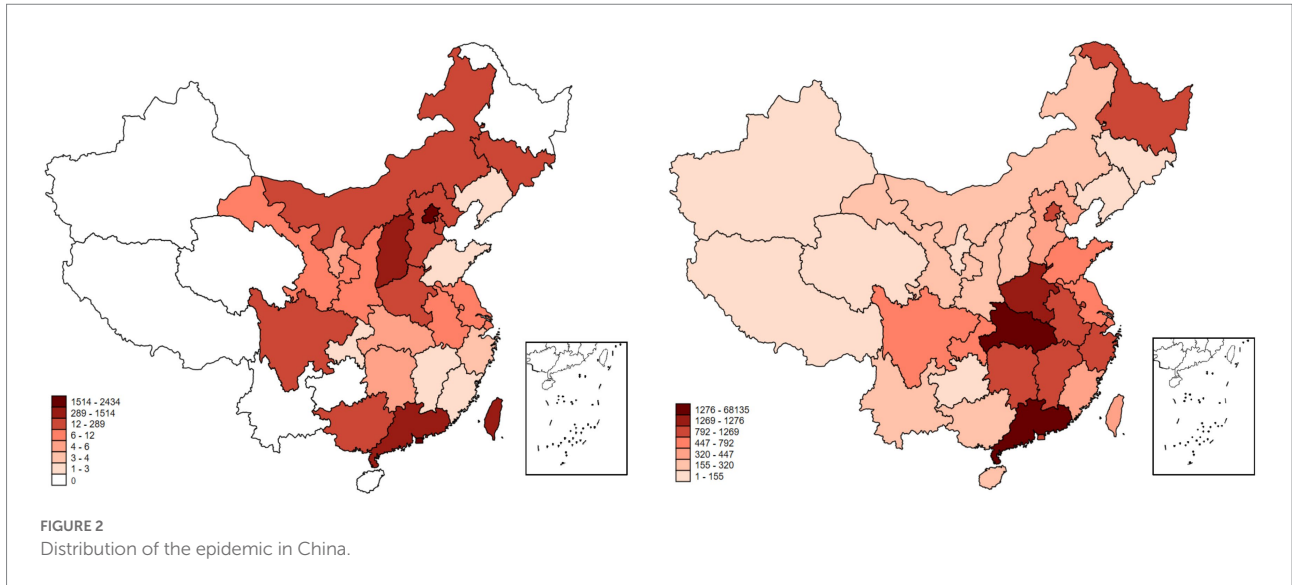 1514 - 2434
289 - 1514
12 - 289
6 - 12
4 - 6
3 - 4
1 - 3
0
1276 - 68135
1269 - 1276
792 - 1269
447 - 792
320 - 447
155 - 320
1 - 155
FIGURE 2
Distribution of the epidemic in China.